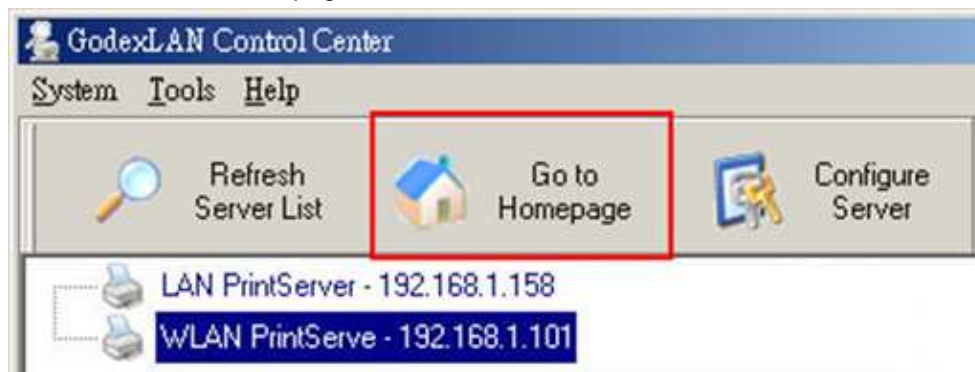 GodexLAN Control Center
System Tools Help
Refresh
Server List
Go to
Homepage
Configure
Server
LAN PrintServer - 192.168.1.158
WLAN PrintServe - 192.168.1.101